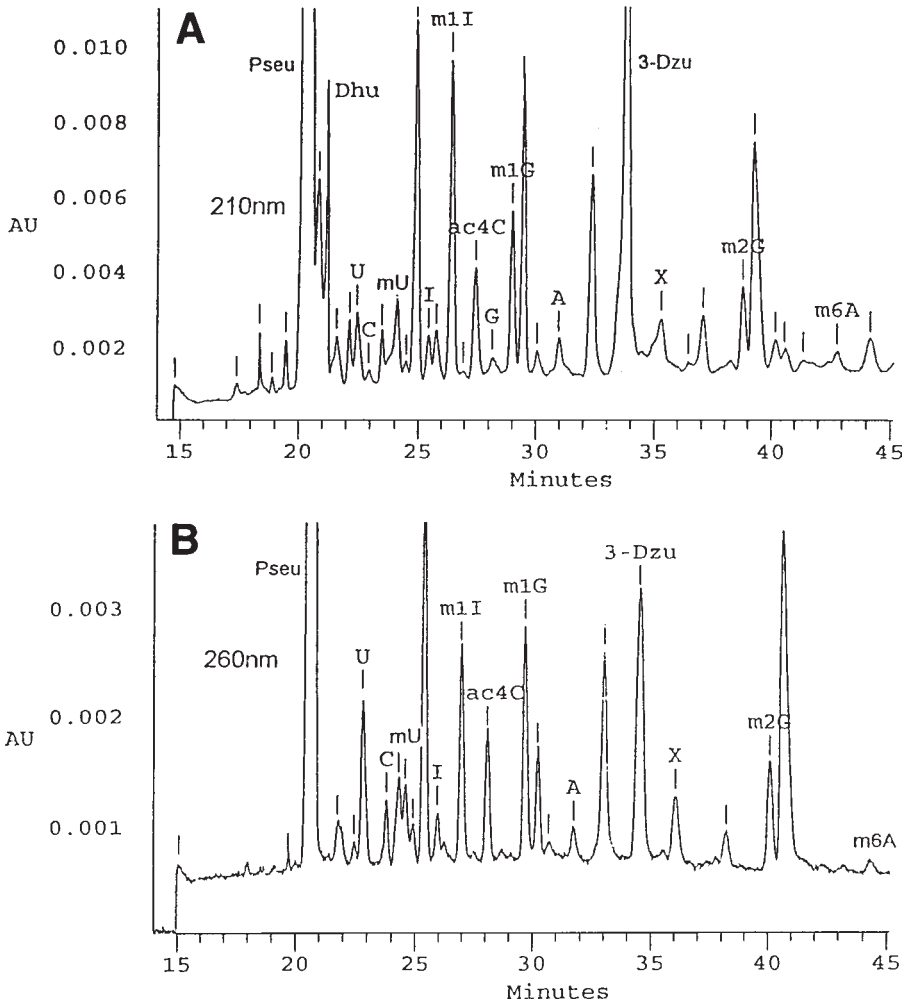 A
0.010
m1I
Pseu
3-Dzu
Dhu
0.008
m1G
0.006
210nm
AU
ac4C
m2G
0.004
U
mU
I
X
C
G
A
m6A
0.002
15 20 25 30 35 40 45
Minutes
B
Pseu
3-Dzu
m1G
0.003
m1I
260nm
U
ac4C
0.002
m2G
AU
mU
C
I
X
A
0.001
m6A
15 20 25 30 35 40 45
Minutes